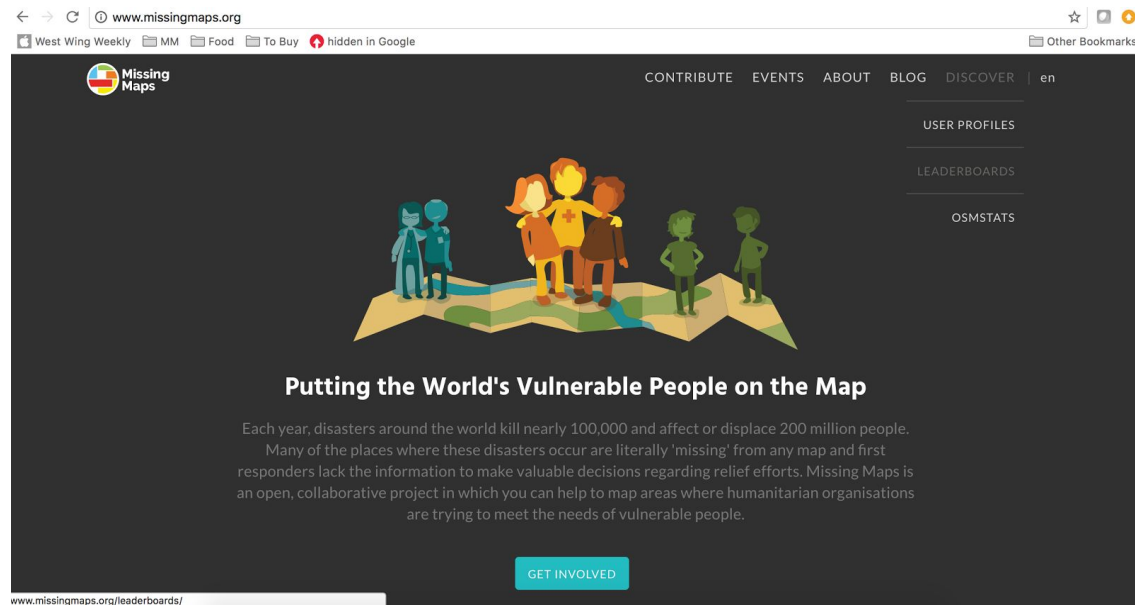 www.missingmaps.org
West Wing Weekly MM Food To Buy hidden in Google Other Bookmarks
Missing
Maps
CONTRIBUTE EVENTS ABOUT BLOG DISCOVER | en
USER PROFILES
LEADERBOARDS
OSMSTATS
Putting the World's Vulnerable People on the Map
Each year, disasters around the world kill nearly 100,000 and affect or displace 200 million people.
Many of the places where these disasters occur are literally 'missing' from any map and first
responders lack the information to make valuable decisions regarding relief efforts. Missing Maps is
an open, collaborative project in which you can help to map areas where humanitarian organisations
are trying to meet the needs of vulnerable people.
GET INVOLVED
www.missingmaps.org/leaderboards/